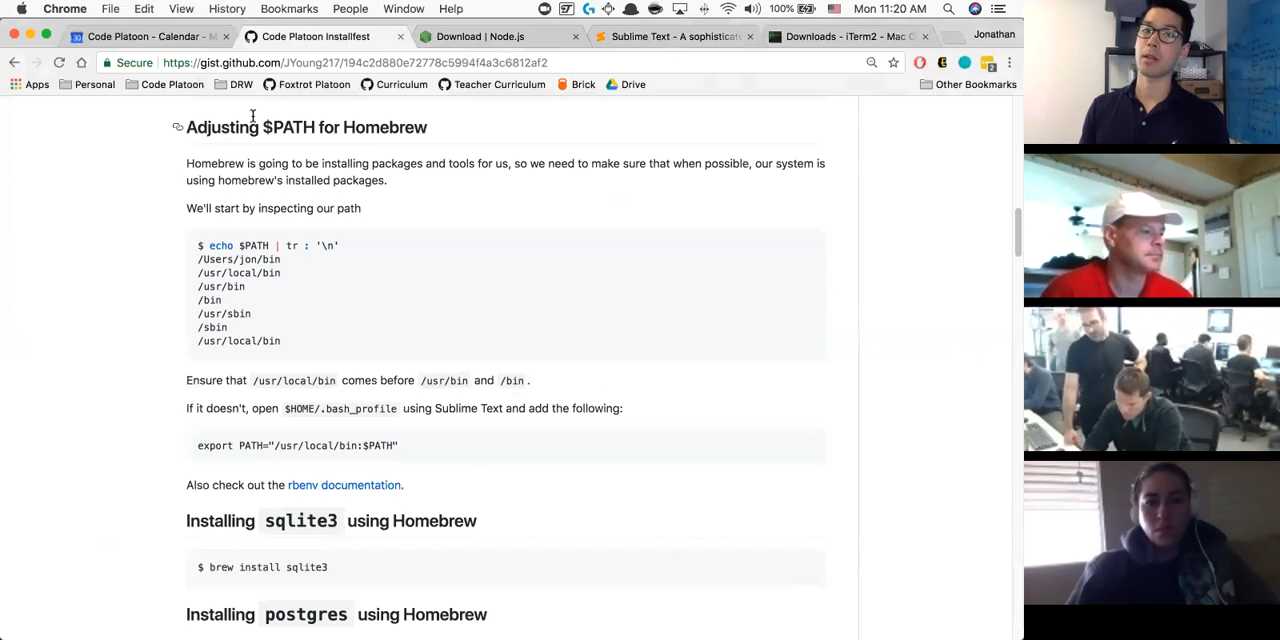 Chrome File Edit View History Bookmarks People Window Help 100% Mon 11:20 AM
Code Platoon - Calendar - M Code Platoon Installfest Download | Node.js Sublime Text - A sophisticat Downloads - iTerm2 - Mac O Jonathan
Secure https://gist.github.com/JYoung217/194c2d880e72778c5994f4a3c6812af2
Apps Personal Code Platoon DRW Foxtrot Platoon Curriculum Teacher Curriculum Brick Drive Other Bookmarks
Adjusting $PATH for Homebrew
Homebrew is going to be installing packages and tools for us, so we need to make sure that when possible, our system is
using homebrew's installed packages.
We'll start by inspecting our path
$ echo $PATH | tr : '\n'
/Users/jon/bin
/usr/local/bin
/usr/bin
/bin
/usr/sbin
/sbin
/usr/local/bin
Ensure that /usr/local/bin comes before /usr/bin and /bin .
If it doesn't, open $HOME/.bash_profile using Sublime Text and add the following:
export PATH="/usr/local/bin:$PATH"
Also check out the rbenv documentation.
Installing sqlite3 using Homebrew
$ brew install sqlite3
Installing postgres using Homebrew